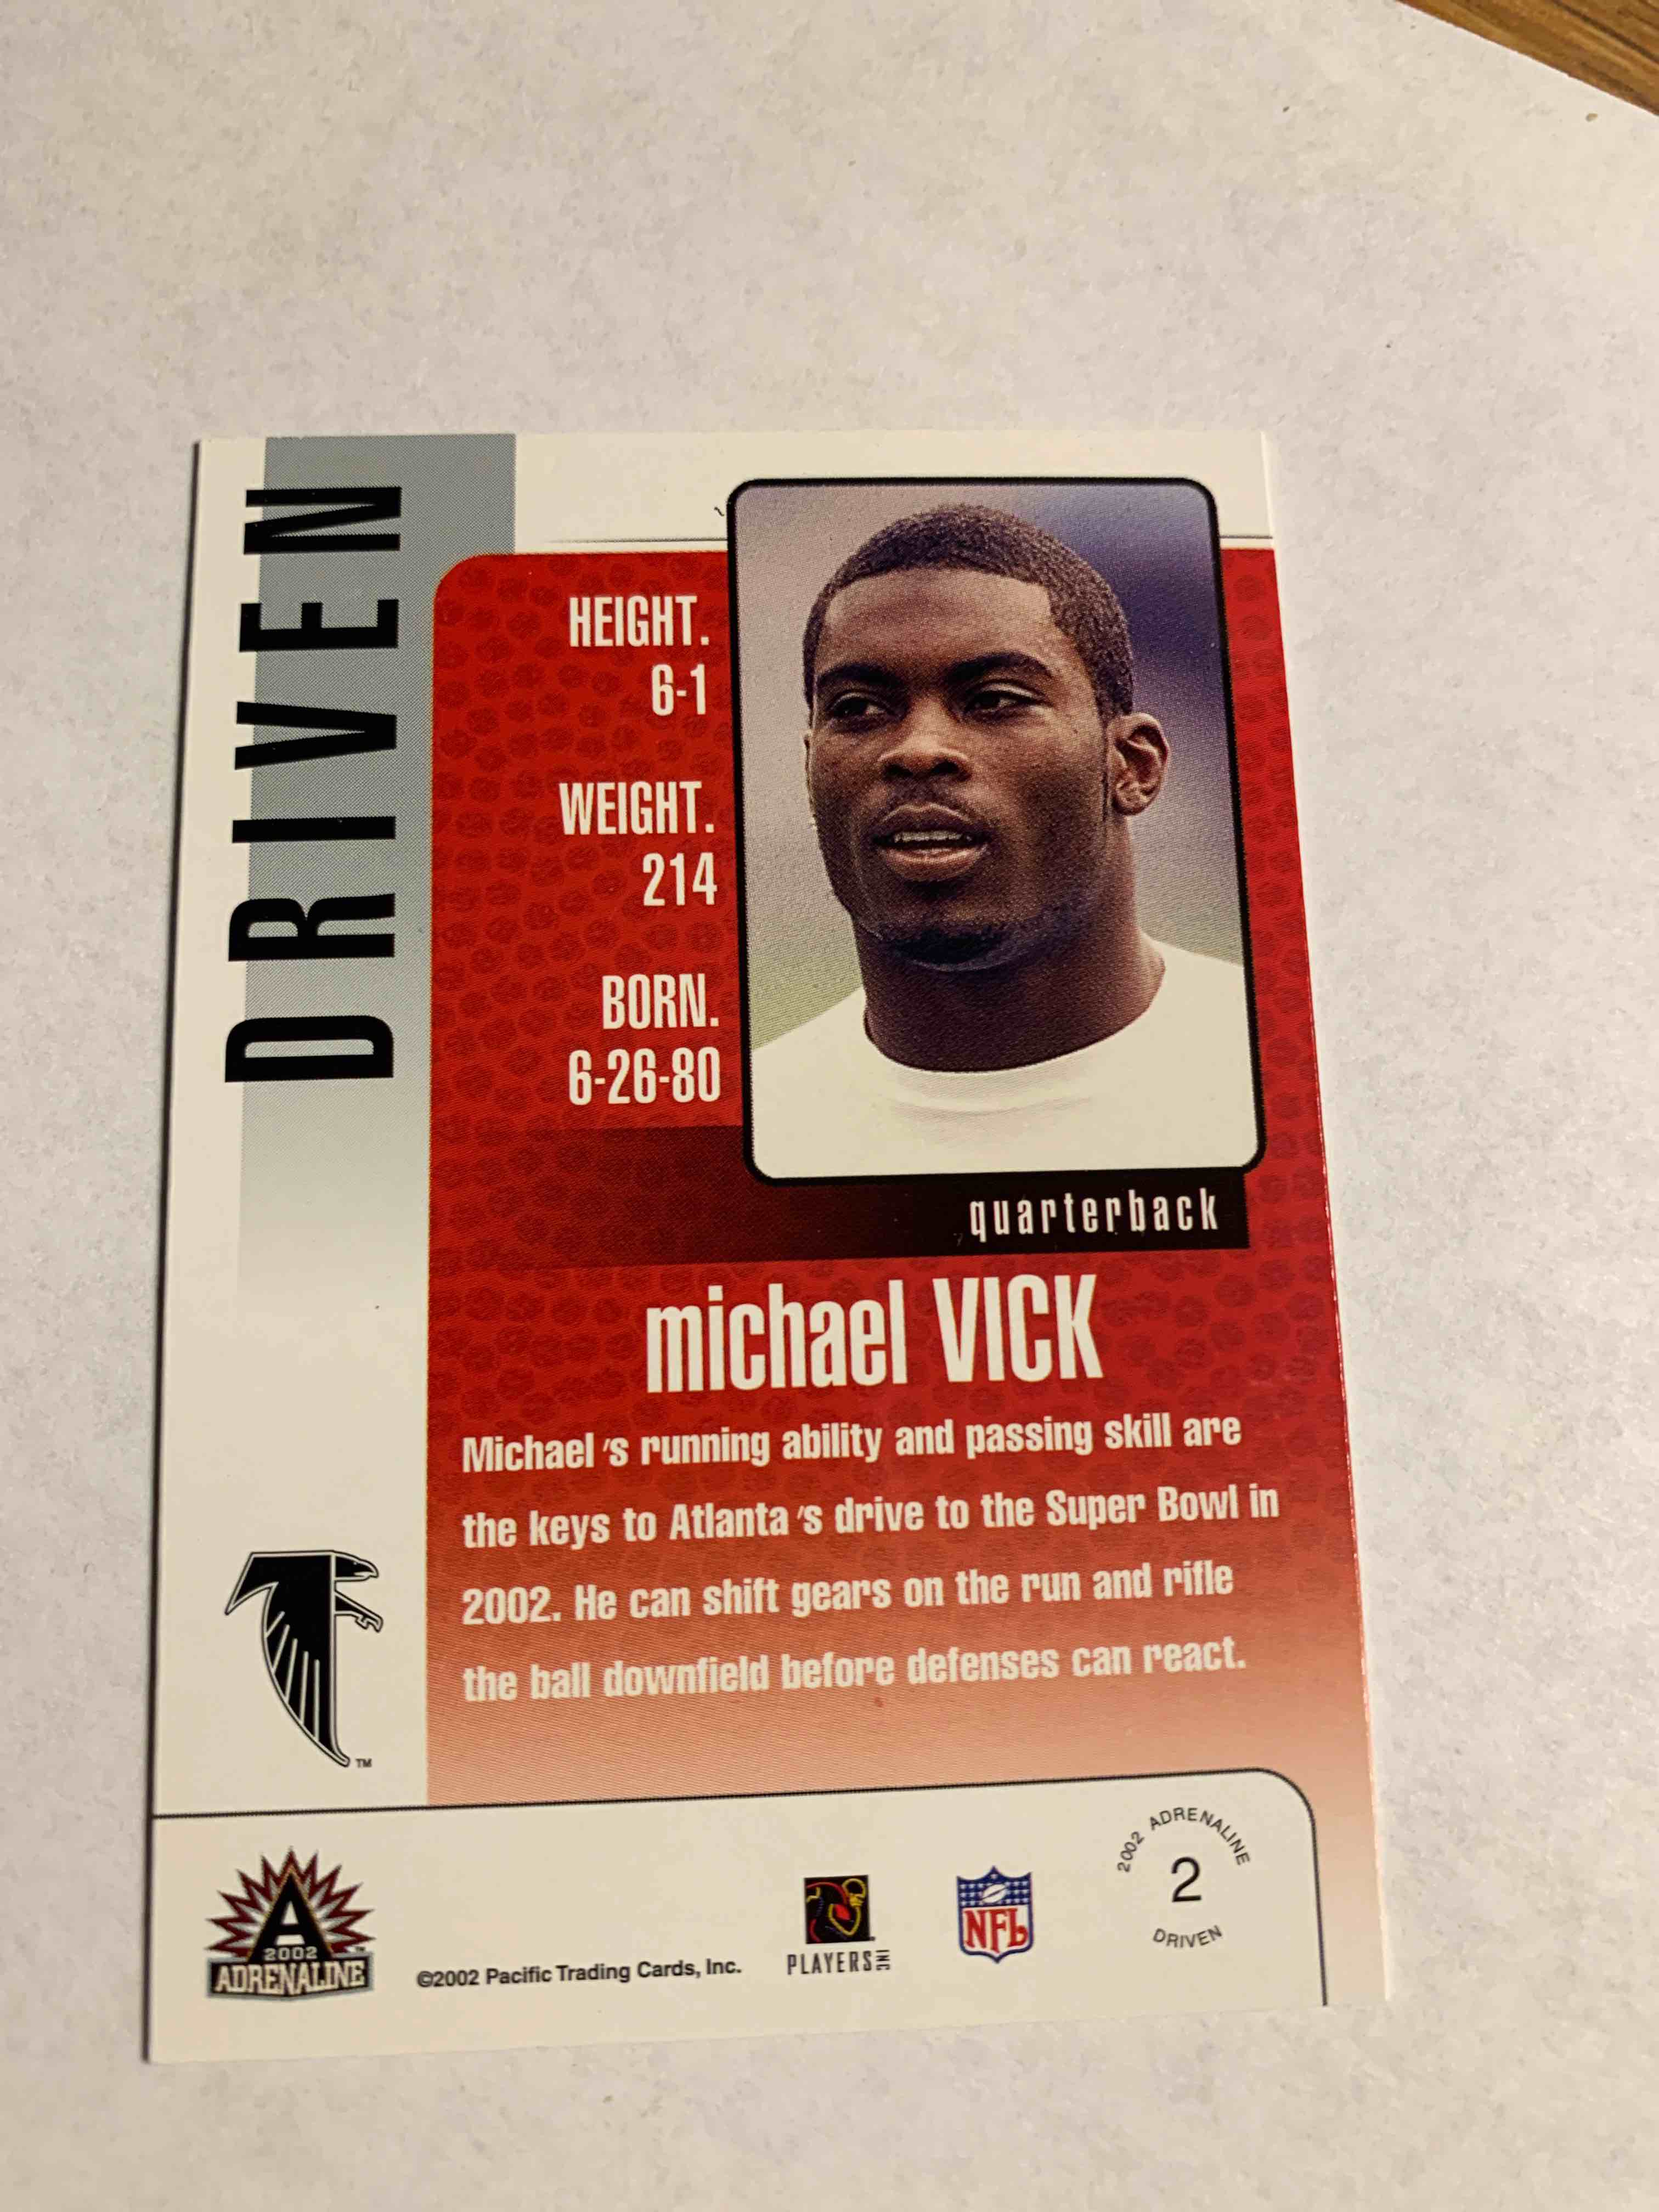 DRIVEN
HEIGHT.
6-1
WEIGHT.
214
BORN.
6-26-80
quarterback
michael VICK
Michael's running ability and passing skill are
the keys to Atlanta's drive to the Super Bowl in
2002. He can shift gears on the run and rifle
the ball downfield before defenses can react.
TM
A
2002
ADRENALINE
©2002 Pacific Trading Cards, Inc.
PLAYERS INC
NFL
2002 ADRENALINE
2
DRIVEN